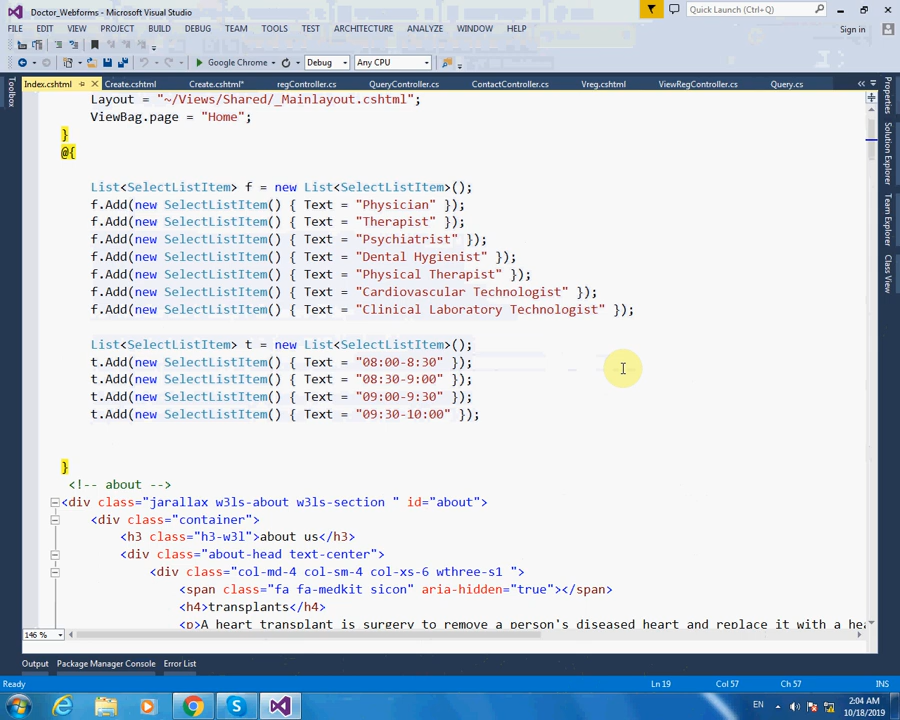 Doctor_Webforms - Microsoft Visual Studio
Quick Launch (Ctrl+Q)
FILE EDIT VIEW PROJECT BUILD DEBUG TEAM TOOLS TEST ARCHITECTURE ANALYZE WINDOW HELP Sign in
Google Chrome Debug Any CPU
Index.cshtml Create.cshtml Create.cshtml* regController.cs QueryController.cs ContactController.cs Vreg.cshtml ViewRegController.cs Query.cs
Toolbox
Properties
Solution Explorer
Team Explorer
Class View
Layout = "~/Views/Shared/_Mainlayout.cshtml";
ViewBag.page = "Home";
}
@{
List<SelectListItem> f = new List<SelectListItem>();
f.Add(new SelectListItem() { Text = "Physician" });
f.Add(new SelectListItem() { Text = "Therapist" });
f.Add(new SelectListItem() { Text = "Psychiatrist" });
f.Add(new SelectListItem() { Text = "Dental Hygienist" });
f.Add(new SelectListItem() { Text = "Physical Therapist" });
f.Add(new SelectListItem() { Text = "Cardiovascular Technologist" });
f.Add(new SelectListItem() { Text = "Clinical Laboratory Technologist" });
List<SelectListItem> t = new List<SelectListItem>();
t.Add(new SelectListItem() { Text = "08:00-8:30" });
t.Add(new SelectListItem() { Text = "08:30-9:00" });
t.Add(new SelectListItem() { Text = "09:00-9:30" });
t.Add(new SelectListItem() { Text = "09:30-10:00" });
}
<!-- about -->
<div class="jarallax w3ls-about w3ls-section " id="about">
<div class="container">
<h3 class="h3-w3l">about us</h3>
<div class="about-head text-center">
<div class="col-md-4 col-sm-4 col-xs-6 wthree-s1 ">
<span class="fa fa-medkit sicon" aria-hidden="true"></span>
<h4>transplants</h4>
<p>A heart transplant is surgery to remove a person's diseased heart and replace it with a hea
146 %
Output Package Manager Console Error List
Ready Ln 19 Col 57 Ch 57 INS
EN 2:04 AM
10/18/2019